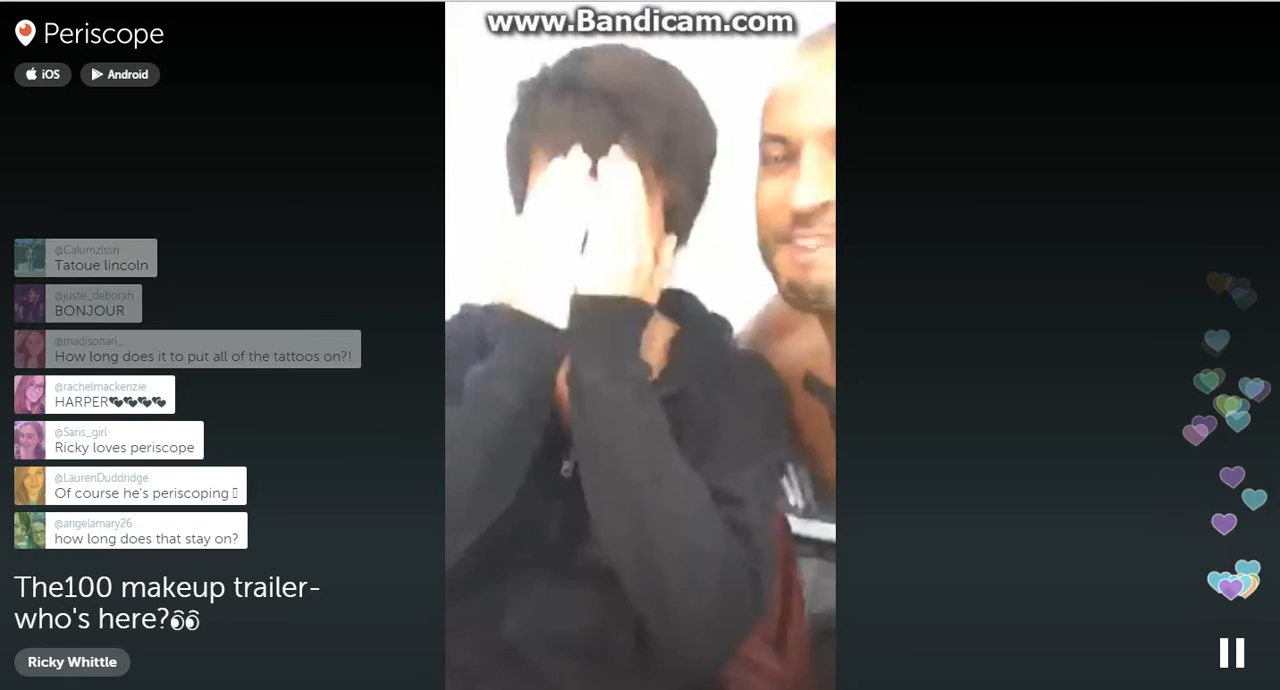 www.Bandicam.com
Periscope
iOS
Android
@Calumzlssn
Tatoue lincoln
@juste_deborah
BONJOUR
@madisonari_
How long does it to put all of the tattoos on?!
@rachelmackenzie
HARPER
@Saris_girl
Ricky loves periscope
@LaurenDuddridge
Of course he's periscoping
@angelamary26
how long does that stay on?
The100 makeup trailer-
who's here?👀
Ricky Whittle